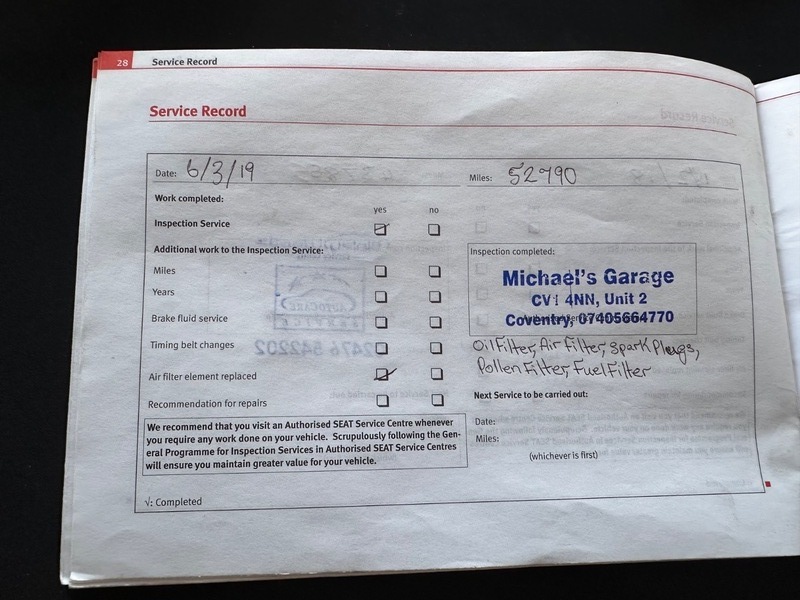 28 Service Record
Service Record
Date: 6/3/19 Miles: 52790
Work completed:
yes no
Inspection Service
Additional work to the Inspection Service:
Miles
Years
Brake fluid service
Timing belt changes
Air filter element replaced
Recommendation for repairs
We recommend that you visit an Authorised SEAT Service Centre whenever
you require any work done on your vehicle. Scrupulously following the Gen-
eral Programme for Inspection Services in Authorised SEAT Service Centres
will ensure you maintain greater value for your vehicle.
√: Completed
Inspection completed:
Michael's Garage
CV1 4NN, Unit 2
Coventry, 07405664770
Oil Filter, Air Filter, Spark Plugs,
Pollen Filter, Fuel Filter
Next Service to be carried out:
Date:
Miles:
(whichever is first)